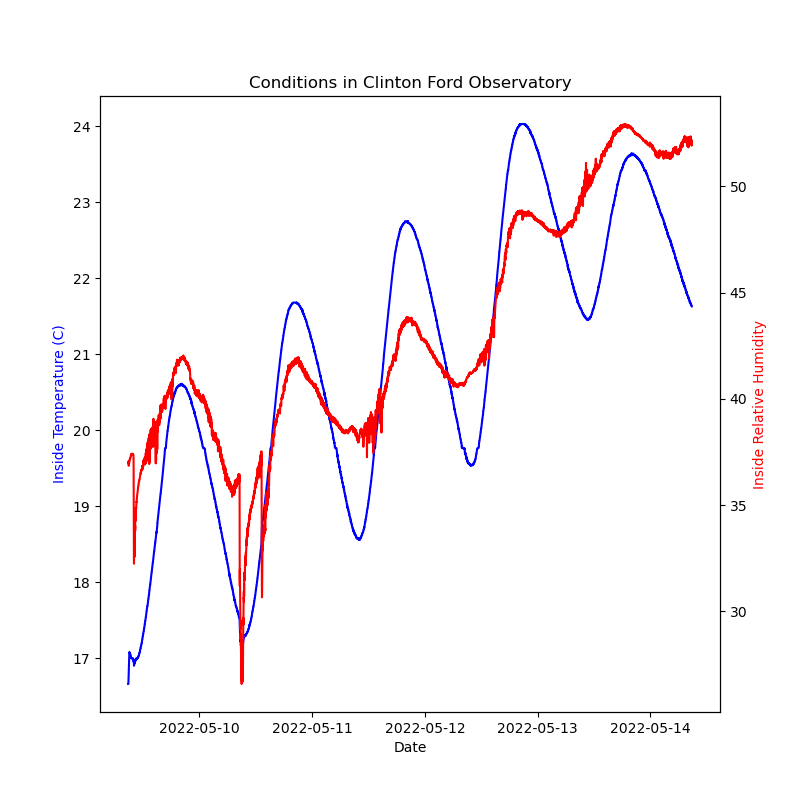 Conditions in Clinton Ford Observatory
24
23
22
21
20
19
18
17
Inside Temperature (C)
50
45
40
35
30
Inside Relative Humidity
2022-05-10 2022-05-11 2022-05-12 2022-05-13 2022-05-14
Date